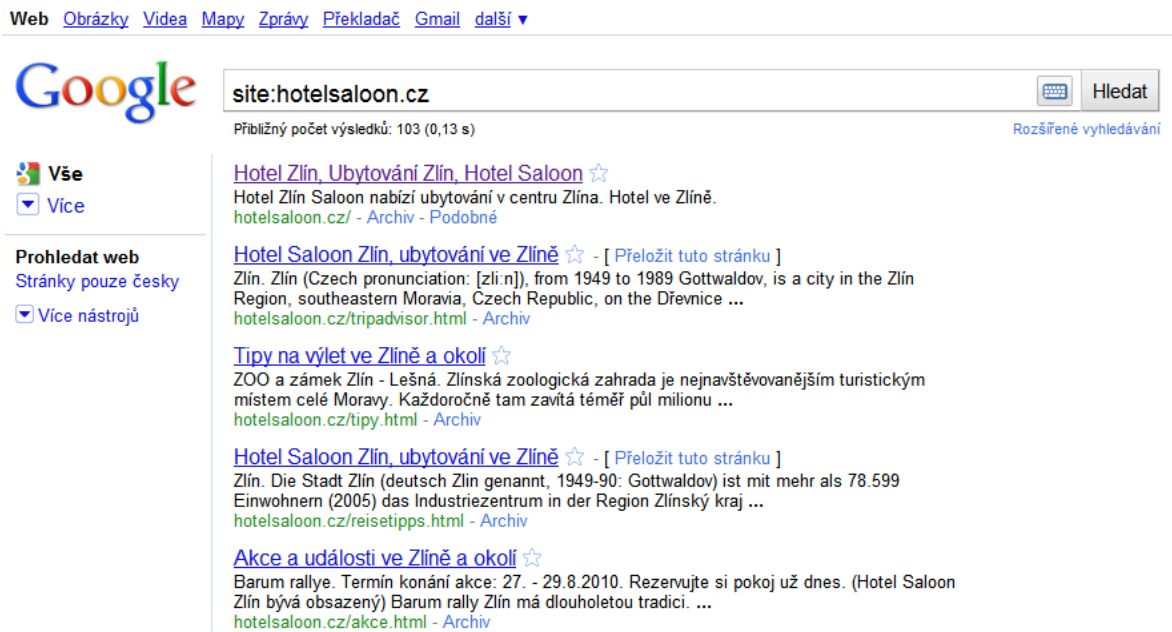 Web Obrázky Videa Mapy Zprávy Překladač Gmail další ▼
Google
site:hotelsaloon.cz
Hledat
Přibližný počet výsledků: 103 (0,13 s)
Rozšířené vyhledávání
Vše
Více
Prohledat web
Stránky pouze česky
Více nástrojů
Hotel Zlín, Ubytování Zlín, Hotel Saloon
Hotel Zlín Saloon nabízí ubytování v centru Zlína. Hotel ve Zlíně.
hotelsaloon.cz/ - Archiv - Podobné
Hotel Saloon Zlín, ubytování ve Zlíně - [ Přeložit tuto stránku ]
Zlín. Zlín (Czech pronunciation: [zliːn]), from 1949 to 1989 Gottwaldov, is a city in the Zlín
Region, southeastern Moravia, Czech Republic, on the Dřevnice ...
hotelsaloon.cz/tripadvisor.html - Archiv
Tipy na výlet ve Zlíně a okolí
ZOO a zámek Zlín - Lešná. Zlínská zoologická zahrada je nejnavštěvovanějším turistickým
místem celé Moravy. Každoročně tam zavítá téměř půl milionu ...
hotelsaloon.cz/tipy.html - Archiv
Hotel Saloon Zlín, ubytování ve Zlíně - [ Přeložit tuto stránku ]
Zlín. Die Stadt Zlín (deutsch Zlin genannt, 1949-90: Gottwaldov) ist mit mehr als 78.599
Einwohnern (2005) das Industriezentrum in der Region Zlínský kraj ...
hotelsaloon.cz/reisetipps.html - Archiv
Akce a události ve Zlíně a okolí
Barum rallye. Termín konání akce: 27. - 29.8.2010. Rezervujte si pokoj už dnes. (Hotel Saloon
Zlín bývá obsazený) Barum rally Zlín má dlouholetou tradici. ...
hotelsaloon.cz/akce.html - Archiv